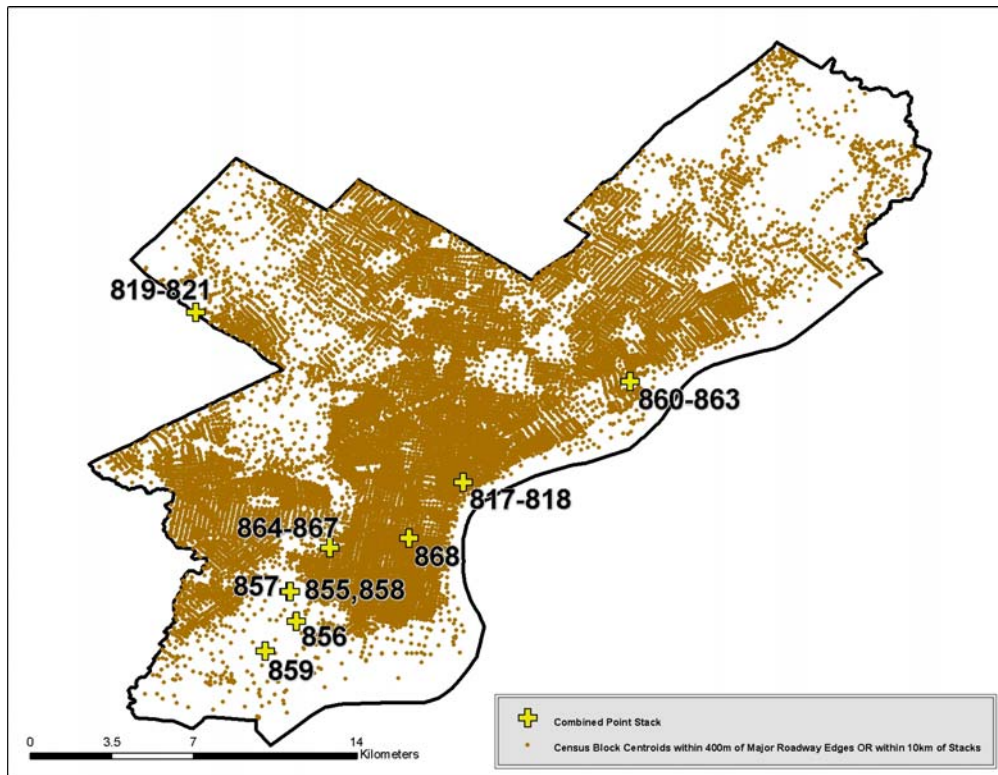 819-821
860-863
817-818
864-867
868
857
855,858
856
859
0 3.5 7 14
Kilometers
Combined Point Stack
Census Block Centroids within 400m of Major Roadway Edges OR within 10km of Stacks